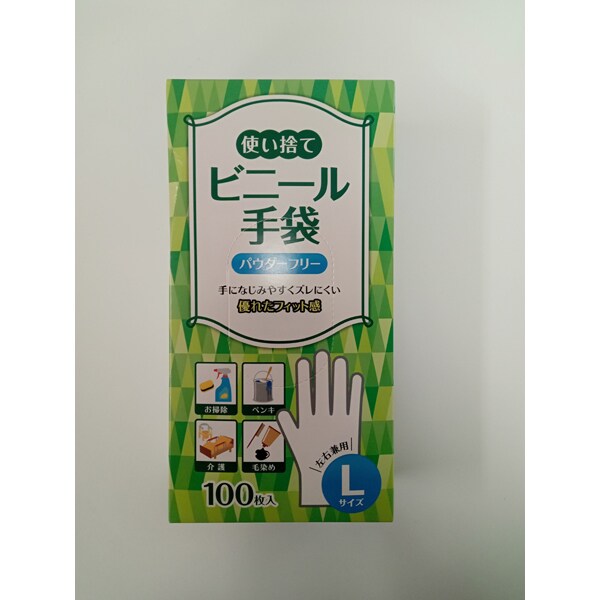 使い捨て
ビニール
手袋
パウダーフリー
手になじみやすくズレにくい
優れたフィット感
お掃除
ペンキ
介護
毛染め
左右兼用
L
サイズ
100枚入